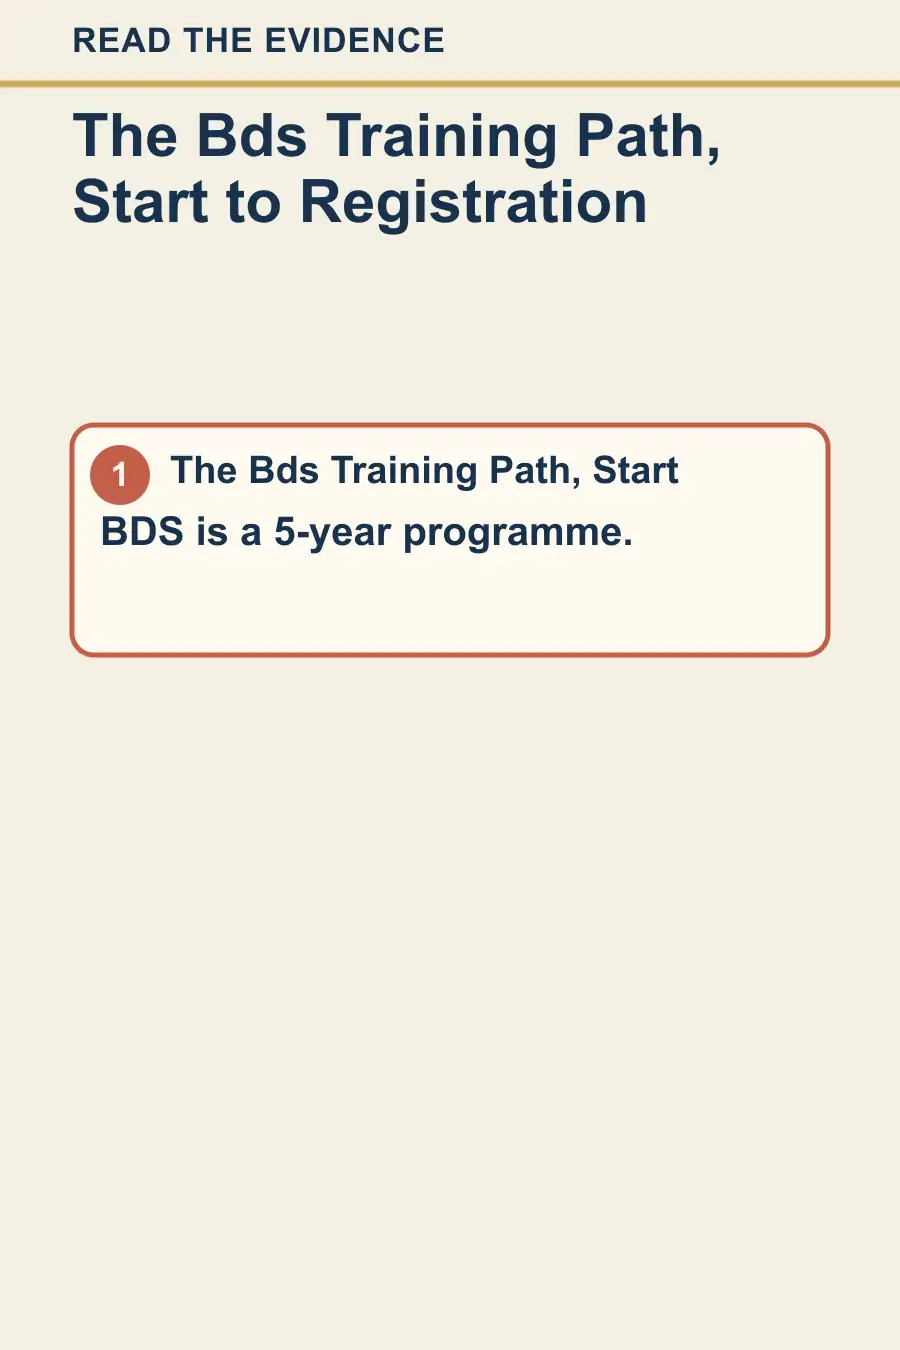 READ THE EVIDENCE
The Bds Training Path,
Start to Registration
1 The Bds Training Path, Start
BDS is a 5-year programme.